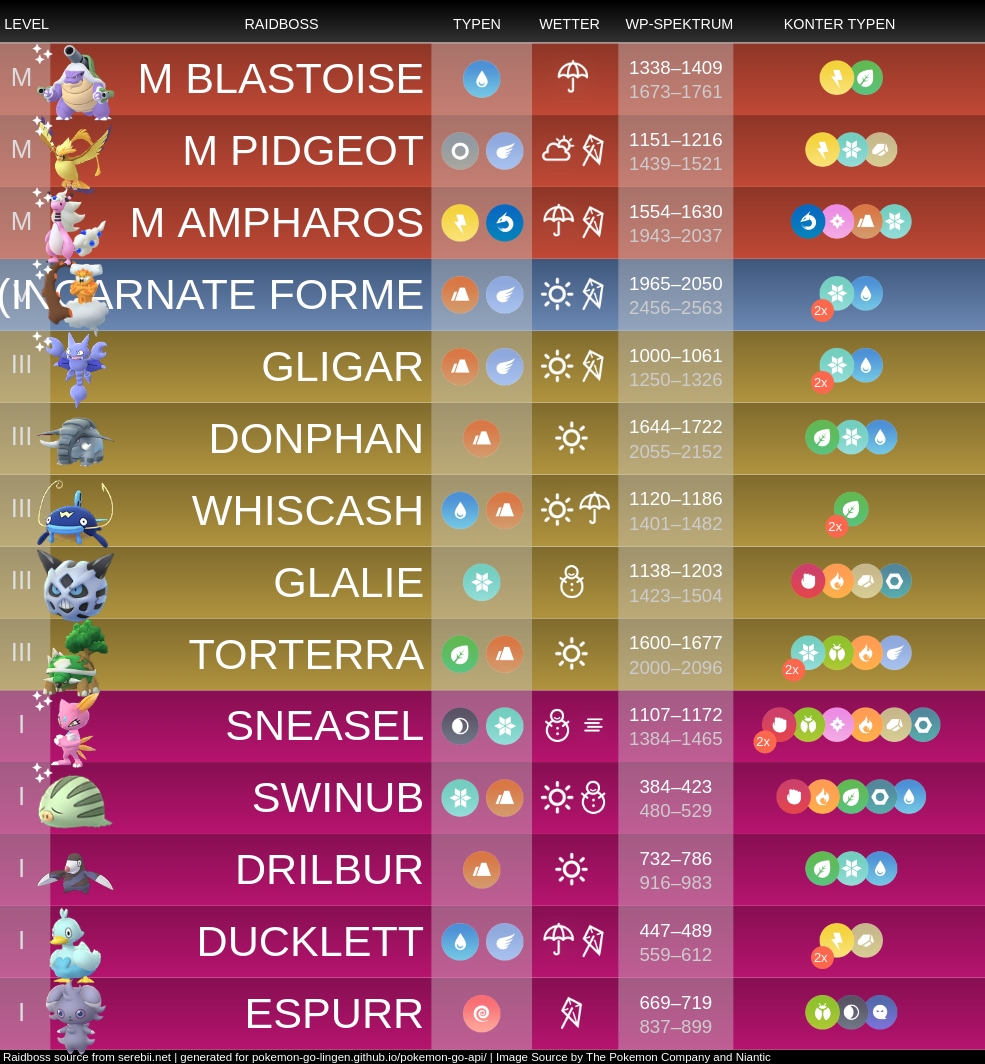 LEVEL RAIDBOSS TYPEN WETTER WP-SPEKTRUM KONTER TYPEN
M M BLASTOISE 1338–1409
1673–1761
M M PIDGEOT 1151–1216
1439–1521
M M AMPHAROS 1554–1630
1943–2037
(INCARNATE FORME 1965–2050
2456–2563
2x
III GLIGAR 1000–1061
1250–1326
2x
III DONPHAN 1644–1722
2055–2152
III WHISCASH 1120–1186
1401–1482
2x
III GLALIE 1138–1203
1423–1504
III TORTERRA 1600–1677
2000–2096
2x
I SNEASEL 1107–1172
1384–1465
2x
I SWINUB 384–423
480–529
I DRILBUR 732–786
916–983
I DUCKLETT 447–489
559–612
2x
I ESPURR 669–719
837–899
Raidboss source from serebii.net | generated for pokemon-go-lingen.github.io/pokemon-go-api/ | Image Source by The Pokemon Company and Niantic